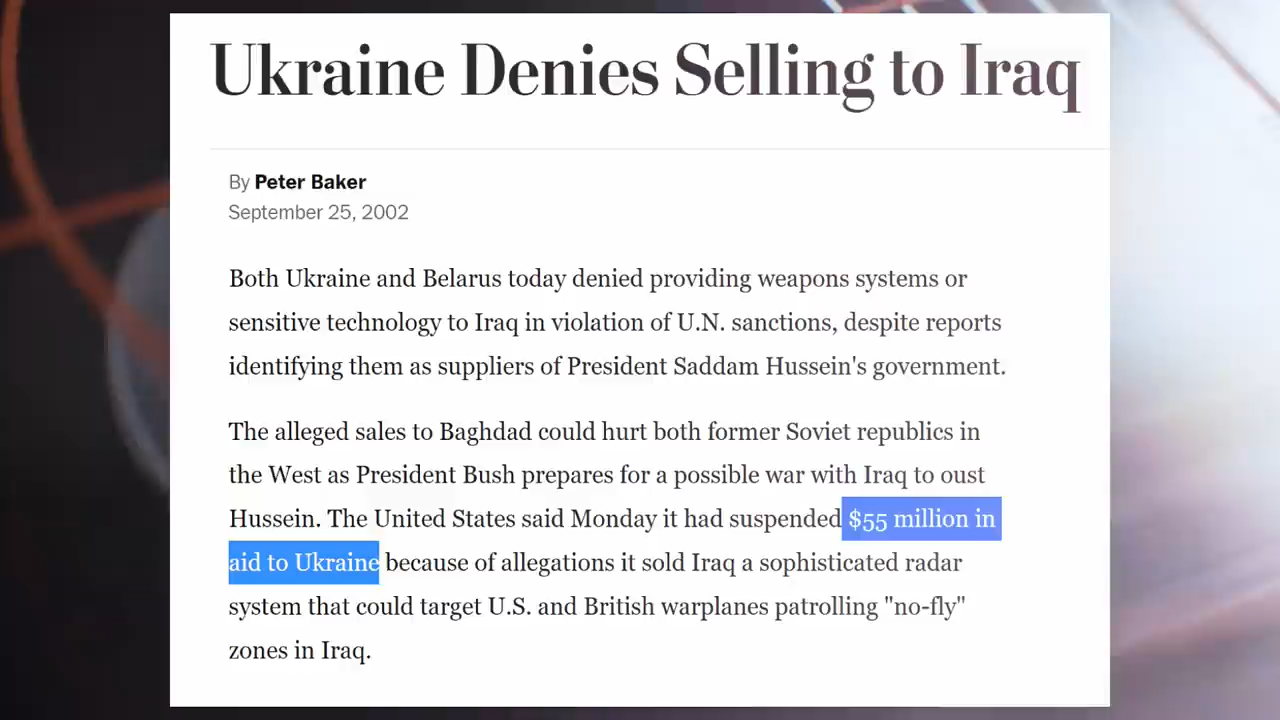 Ukraine Denies Selling to Iraq
By Peter Baker
September 25, 2002
Both Ukraine and Belarus today denied providing weapons systems or
sensitive technology to Iraq in violation of U.N. sanctions, despite reports
identifying them as suppliers of President Saddam Hussein's government.
The alleged sales to Baghdad could hurt both former Soviet republics in
the West as President Bush prepares for a possible war with Iraq to oust
Hussein. The United States said Monday it had suspended $55 million in
aid to Ukraine because of allegations it sold Iraq a sophisticated radar
system that could target U.S. and British warplanes patrolling "no-fly"
zones in Iraq.